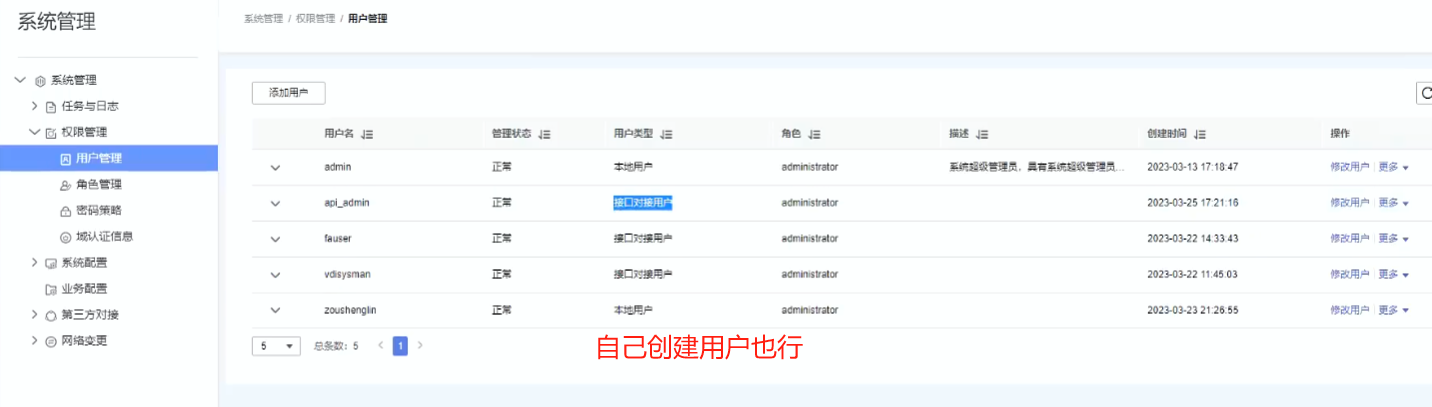 系统管理
系统管理 / 权限管理 / 用户管理
系统管理
任务与日志
权限管理
用户管理
角色管理
密码策略
域认证信息
系统配置
业务配置
第三方对接
网络变更
添加用户
用户名 管理状态 用户类型 角色 描述 创建时间 操作
admin 正常 本地用户 administrator 系统超级管理员，具有系统超级管理员... 2023-03-13 17:18:47 修改用户 更多
api_admin 正常 接口对接用户 administrator 2023-03-25 17:21:16 修改用户 更多
fauser 正常 接口对接用户 administrator 2023-03-22 14:33:43 修改用户 更多
vdisysman 正常 接口对接用户 administrator 2023-03-22 11:45:03 修改用户 更多
zoushenglin 正常 本地用户 administrator 2023-03-23 21:26:55 修改用户 更多
5 总条数: 5 < 1 >
自己创建用户也行